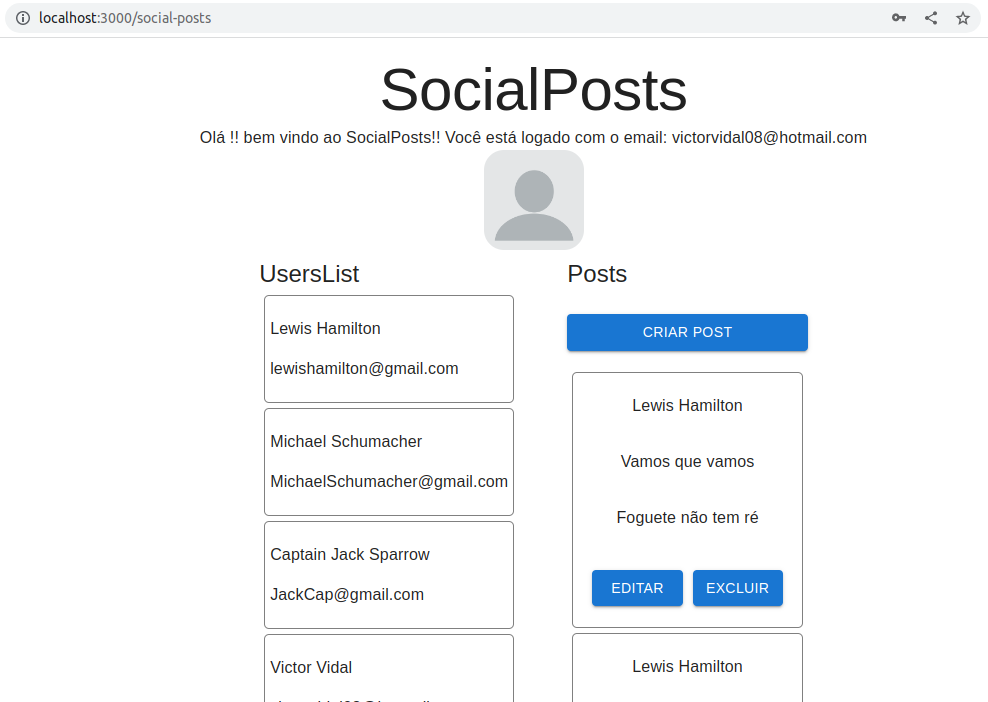 localhost:3000/social-posts
SocialPosts
Olá !! bem vindo ao SocialPosts!! Você está logado com o email: victorvidal08@hotmail.com
UsersList
Lewis Hamilton
lewishamilton@gmail.com
Michael Schumacher
MichaelSchumacher@gmail.com
Captain Jack Sparrow
JackCap@gmail.com
Victor Vidal
Posts
CRIAR POST
Lewis Hamilton
Vamos que vamos
Foguete não tem ré
EDITAR EXCLUIR
Lewis Hamilton